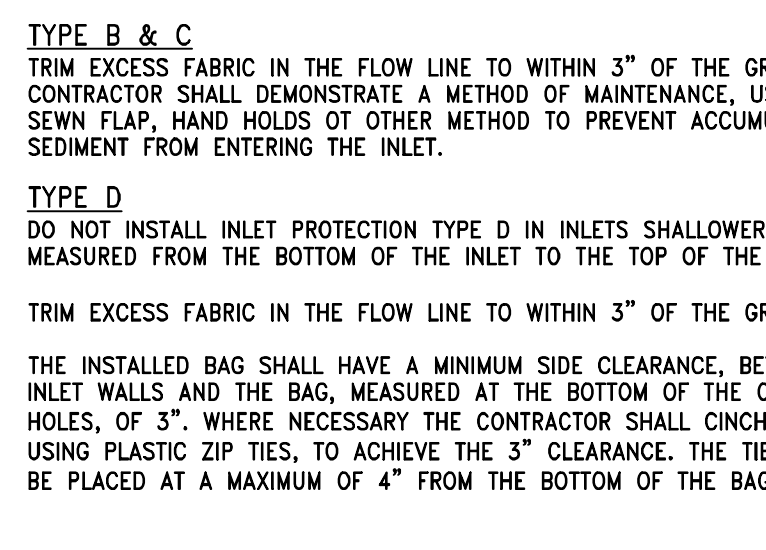 TYPE B & C
TRIM EXCESS FABRIC IN THE FLOW LINE TO WITHIN 3” OF THE
CONTRACTOR SHALL DEMONSTRATE A METHOD OF MAINTENANCE,
SEWN FLAP, HAND HOLDS OT OTHER METHOD TO PREVENT
SEDIMENT FROM ENTERING THE INLET.
TYPE D
DO NOT INSTALL INLET PROTECTION TYPE D IN INLETS SHALLOWER
MEASURED FROM THE BOTTOM OF THE INLET TO THE TOP OF THE
TRIM EXCESS FABRIC IN THE FLOW LINE TO WITHIN 3” OF THE
THE INSTALLED BAG SHALL HAVE A MINIMUM SIDE CLEARANCE,
INLET WALLS AND THE BAG, MEASURED AT THE BOTTOM OF THE
HOLES, OF 3”. WHERE NECESSARY THE CONTRACTOR SHALL CINCH
USING PLASTIC ZIP TIES, TO ACHIEVE THE 3” CLEARANCE. THE
BE PLACED AT A MAXIMUM OF 4” FROM THE BOTTOM OF THE BAG